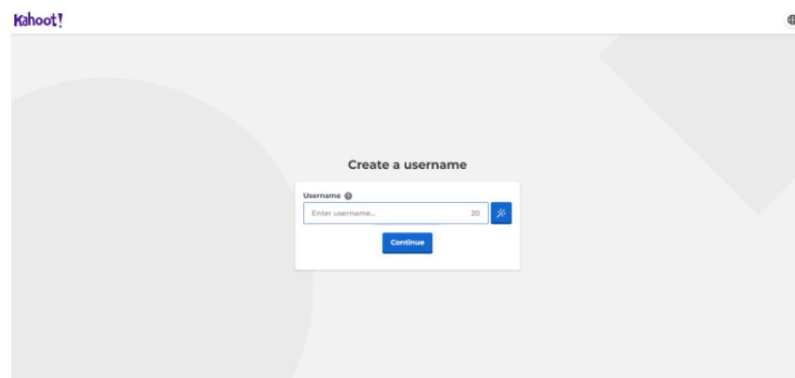 Kahoot!
Create a username
Username
Enter username... 20
Continue